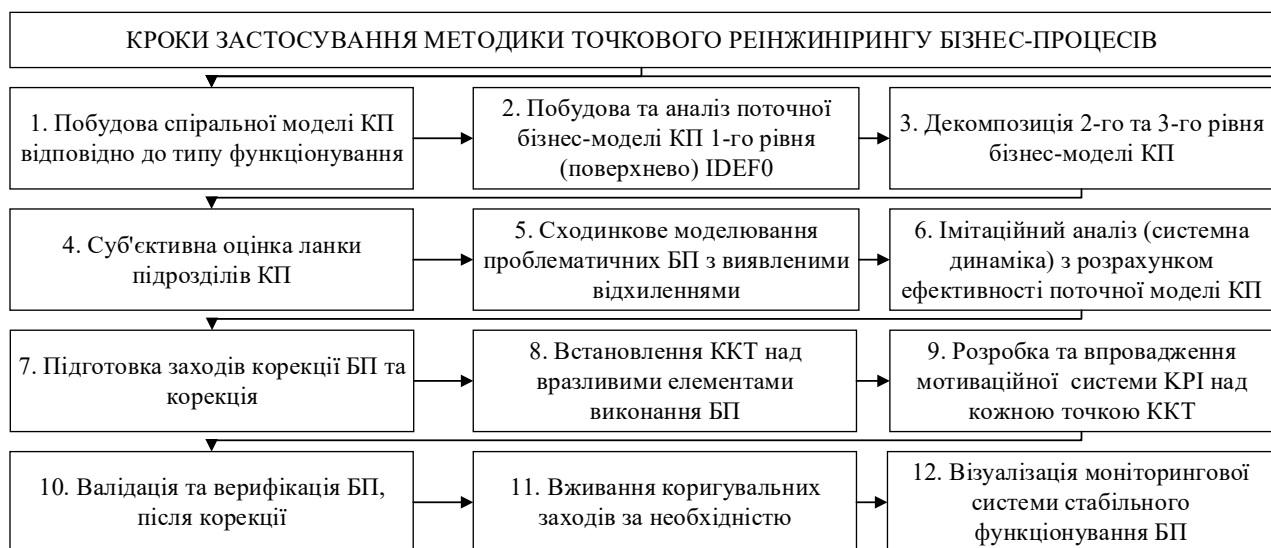 КРОКИ ЗАСТОСУВАННЯ МЕТОДИКИ ТОЧКОВОГО РЕІНЖИНІРИНГУ БІЗНЕС-ПРОЦЕСІВ
1. Побудова спіральної моделі КП
відповідно до типу функціонування
2. Побудова та аналіз поточної
бізнес-моделі КП 1-го рівня
(поверхнево) IDEF0
3. Декомпозиція 2-го та 3-го рівня
бізнес-моделі КП
4. Суб'єктивна оцінка ланки
підрозділів КП
5. Сходинкове моделювання
проблематичних БП з виявленими
відхиленнями
6. Імітаційний аналіз (системна
динаміка) з розрахунком
ефективності поточної моделі КП
7. Підготовка заходів корекції БП та
корекція
8. Встановлення ККТ над
вразливими елементами
виконання БП
9. Розробка та впровадження
мотиваційної системи KPI над
кожною точкою ККТ
10. Валідація та верифікація БП,
після корекції
11. Вживання коригувальних
заходів за необхідністю
12. Візуалізація моніторингової
системи стабільного
функціонування БП